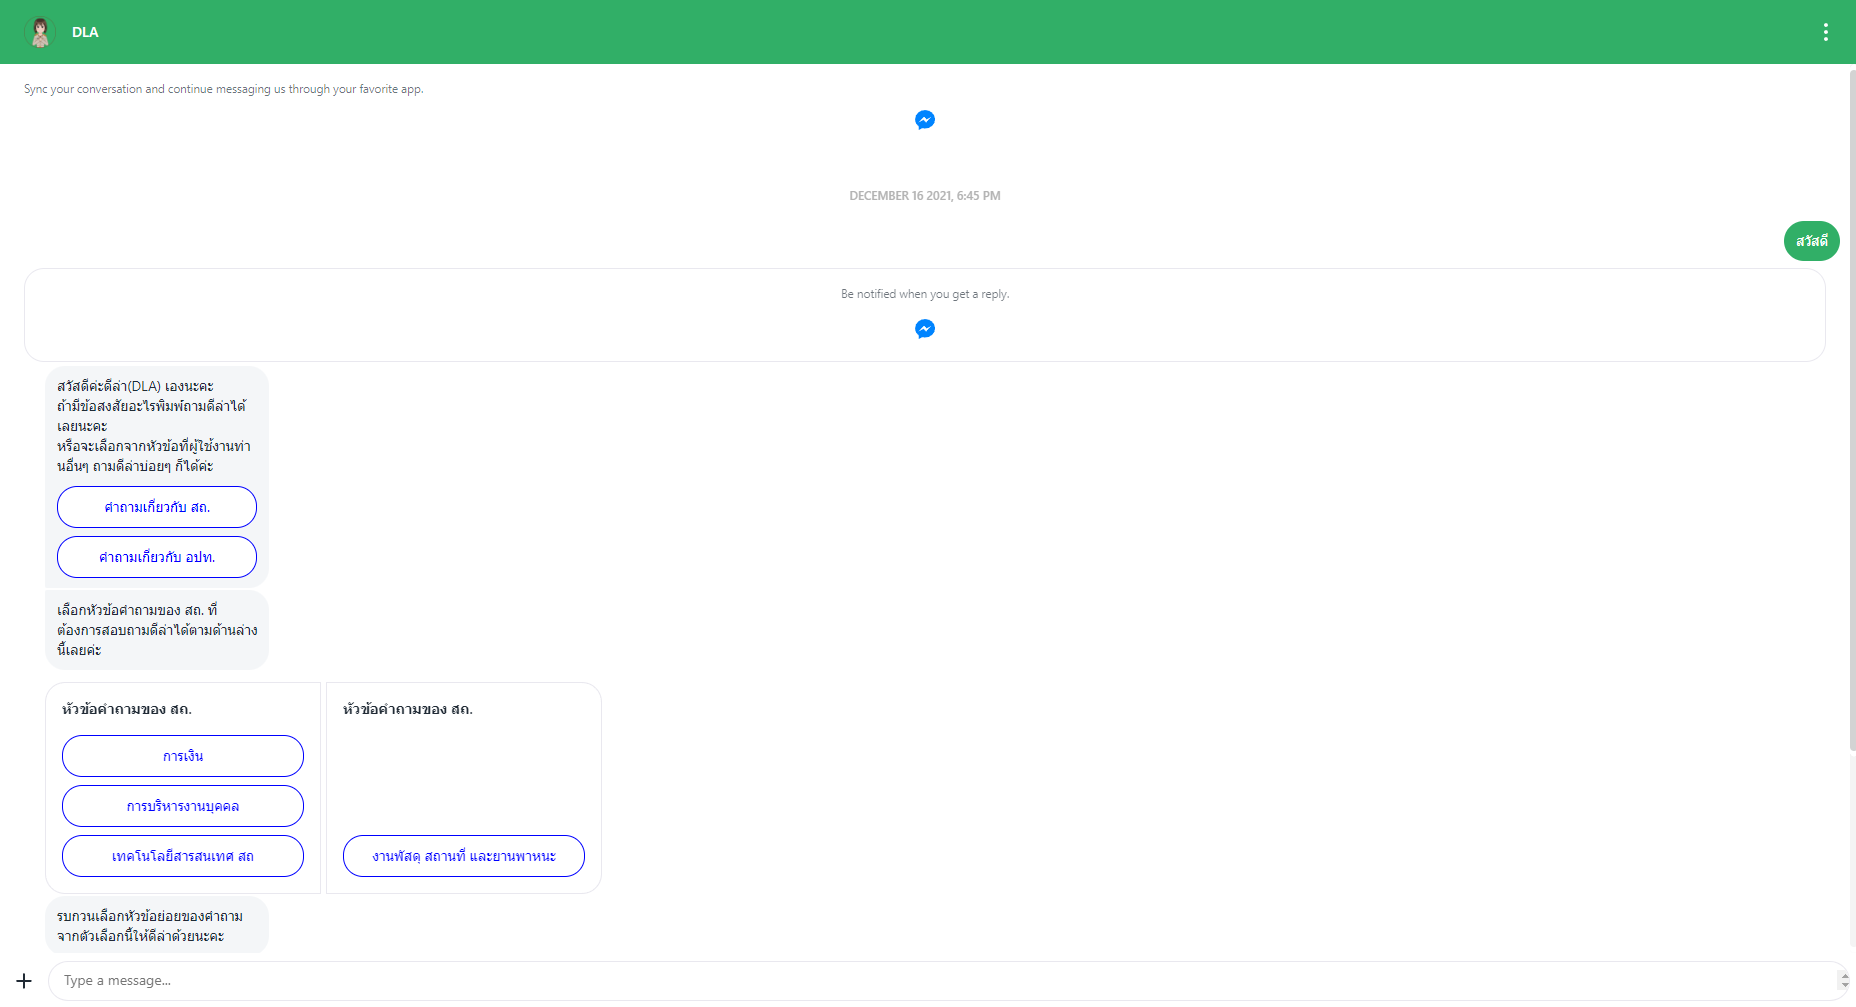 DLA
Sync your conversation and continue messaging us through your favorite app.
DECEMBER 16 2021, 6:45 PM
สวัสดี
Be notified when you get a reply.
สวัสดีค่ะดีล่า(DLA) เองนะคะ
ถ้ามีข้อสงสัยอะไรพิมพ์ถามดีล่าได้
เลยนะคะ
หรือจะเลือกจากหัวข้อที่ผู้ใช้งานท่า
นอื่นๆ ถามดีล่าบ่อยๆ ก็ได้ค่ะ
คำถามเกี่ยวกับ สถ.
คำถามเกี่ยวกับ อปท.
เลือกหัวข้อคำถามของ สถ. ที่
ต้องการสอบถามดีล่าได้ตามด้านล่าง
นี้เลยค่ะ
หัวข้อคำถามของ สถ.
การเงิน
การบริหารงานบุคคล
เทคโนโลยีสารสนเทศ สถ
หัวข้อคำถามของ สถ.
งานพัสดุ สถานที่ และยานพาหนะ
รบกวนเลือกหัวข้อย่อยของคำถาม
จากตัวเลือกนี้ให้ดีล่าด้วยนะคะ
Type a message...